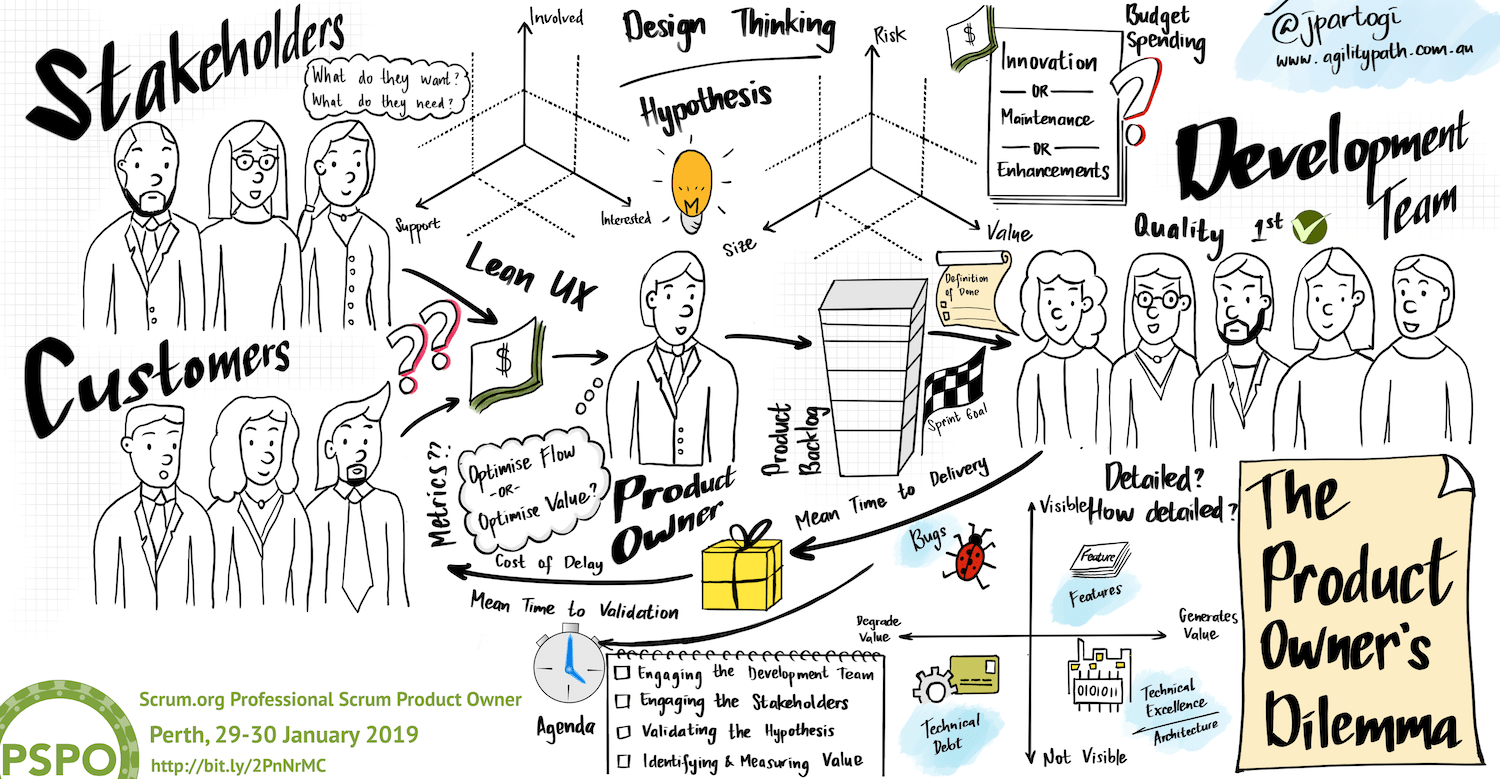 Stakeholders
What do they want?
What do they need?
Involved
Support
Interested
Design Thinking
Hypothesis
Risk
Size
Value
$
Budget
Spending
Innovation
OR
Maintenance
OR
Enhancements
?
@jpartogi
www.agilitypath.com.au
Development
Team
Quality 1st
Lean UX
Customers
??
$
Metrics??
Optimise Flow
-OR-
Optimise Value?
Product
Owner
Product
Backlog
Definition
of Done
Sprint Goal
Mean Time to Delivery
Cost of Delay
Mean Time to Validation
Bugs
Detailed?
How detailed?
Visible
Feature
Features
Degrade
Value
Generates
Value
Technical
Debt
010101
Technical
Excellence
Architecture
Not Visible
The
Product
Owner's
Dilemma
Agenda
Engaging the Development Team
Engaging the Stakeholders
Validating the Hypothesis
Identifying & Measuring Value
PSPO
Scrum.org Professional Scrum Product Owner
Perth, 29-30 January 2019
http://bit.ly/2PnNrMC